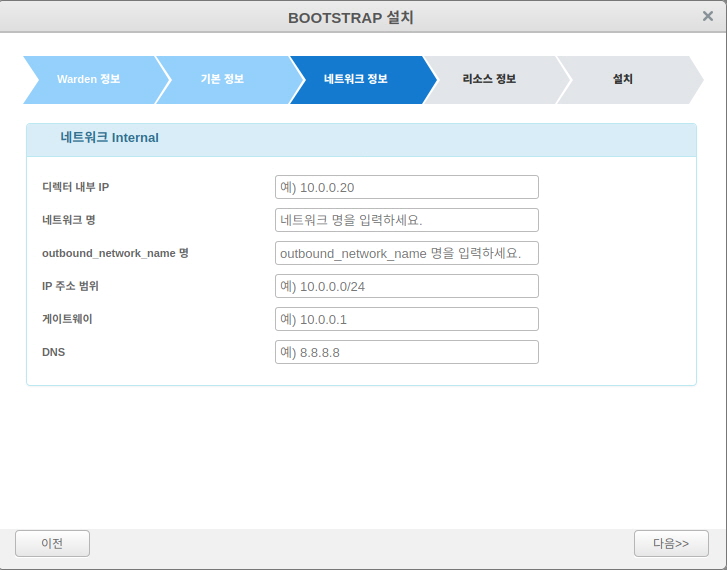 BOOTSTRAP 설치
Warden 정보
기본 정보
네트워크 정보
리소스 정보
설치
네트워크 Internal
디렉터 내부 IP
예) 10.0.0.20
네트워크 명
네트워크 명을 입력하세요.
outbound_network_name 명
outbound_network_name 명을 입력하세요.
IP 주소 범위
예) 10.0.0.0/24
게이트웨이
예) 10.0.0.1
DNS
예) 8.8.8.8
이전
다음>>